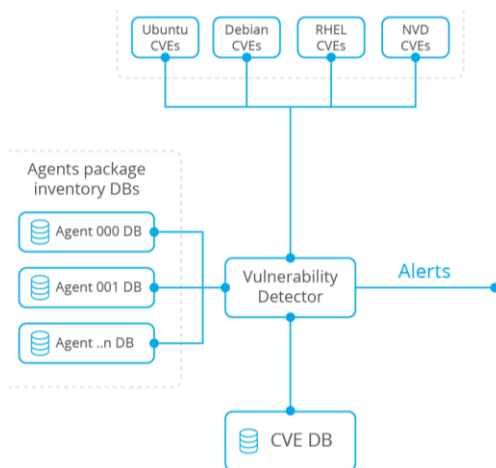 Ubuntu
CVEs
Debian
CVEs
RHEL
CVEs
NVD
CVEs
Agents package
inventory DBs
Agent 000 DB
Agent 001 DB
Agent ..n DB
Vulnerability
Detector
Alerts
CVE DB